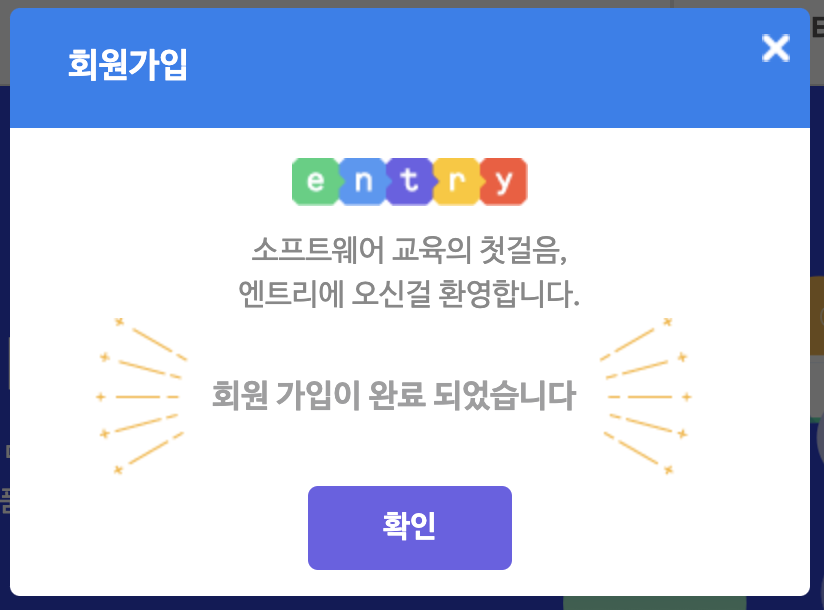 회원가입
entry
소프트웨어 교육의 첫걸음,
엔트리에 오신걸 환영합니다.
회원 가입이 완료 되었습니다
확인